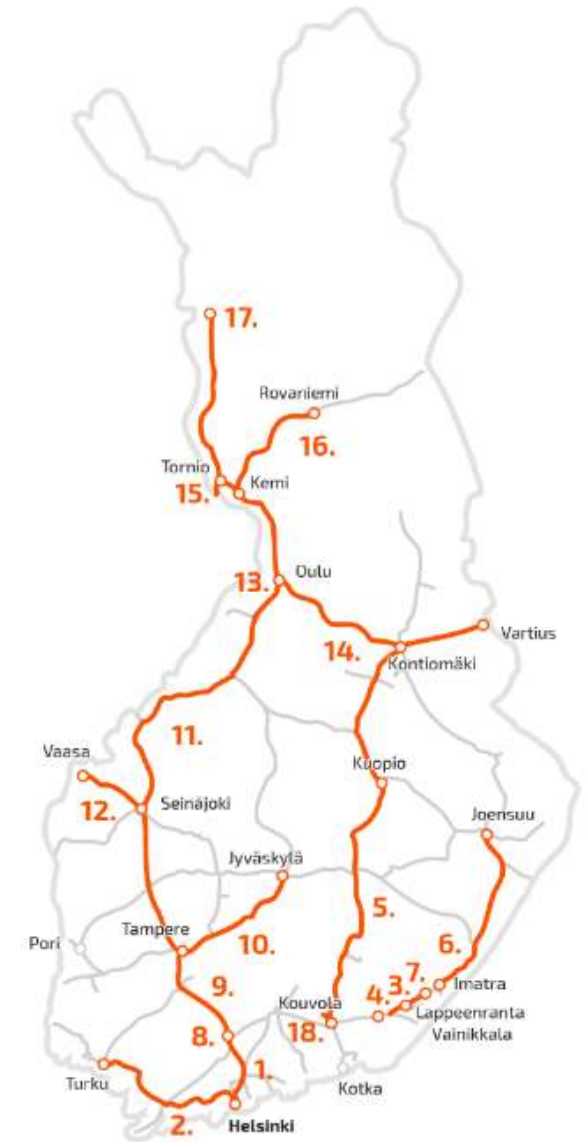 17.
Rovaniemi
16.
Tornio
Kemi
15.
Oulu
13.
Vartius
14.
Kontiomäki
11.
Vaasa
Kuopio
12.
Seinäjoki
Joensuu
Jyväskylä
5.
Tampere
10.
6.
Pori
9.
7.
Imatra
3.
Kouvola
4.
Lappeenranta
18.
Vainikkala
8.
1.
Kotka
Turku
2.
Helsinki